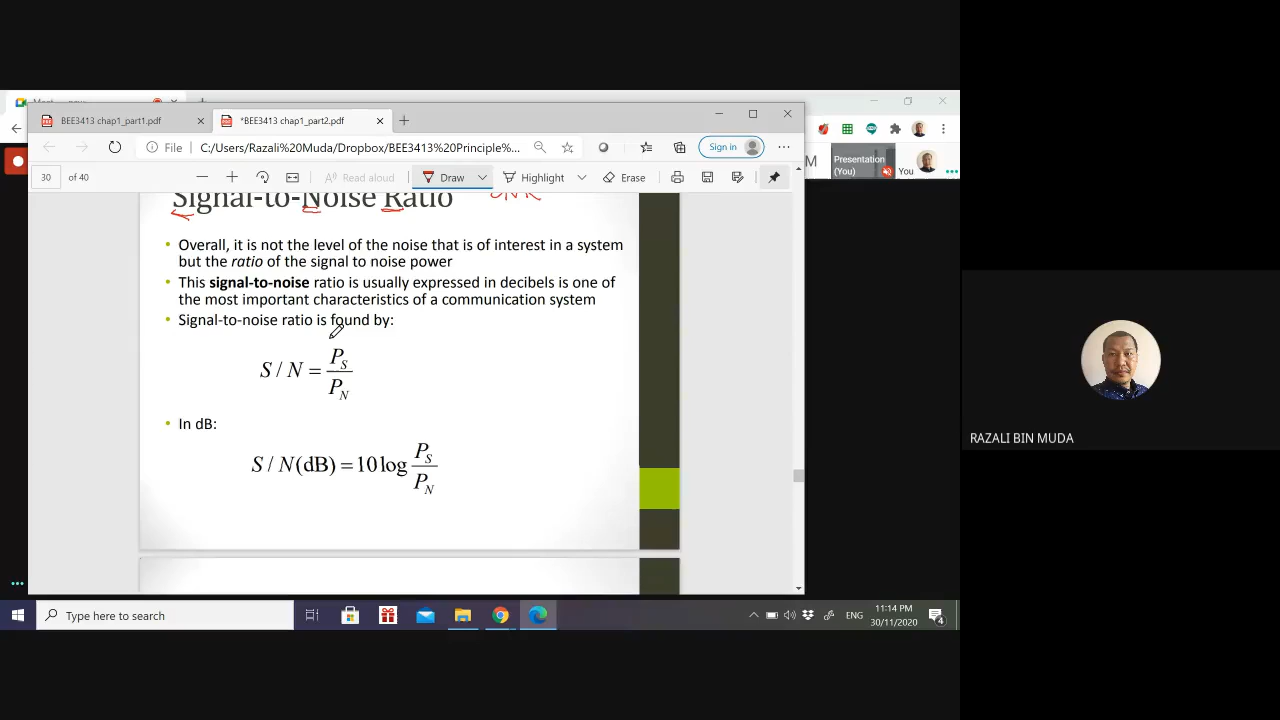 BEE3413 chap1_part1.pdf
*BEE3413 chap1_part2.pdf
File
C:/Users/Razali%20Muda/Dropbox/BEE3413%20Principle%...
Sign in
30 of 40
Read aloud
Draw
Highlight
Erase
Presentation (You)
You
Signal-to-Noise Ratio SNR
• Overall, it is not the level of the noise that is of interest in a system
but the ratio of the signal to noise power
• This signal-to-noise ratio is usually expressed in decibels is one of
the most important characteristics of a communication system
• Signal-to-noise ratio is found by:
S / N = P_S / P_N
• In dB:
S / N(dB) = 10 log P_S / P_N
RAZALI BIN MUDA
Type here to search
ENG
11:14 PM
30/11/2020
4